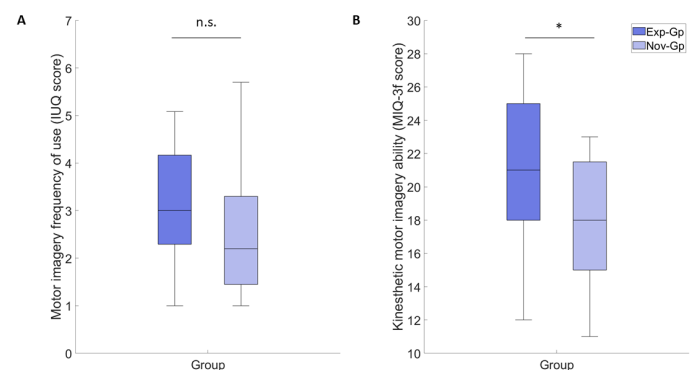 A
n.s.
Motor imagery frequency of use (IUQ score)
7
6
5
4
3
2
1
0
Group
B
*
Exp-Gp
Nov-Gp
Kinesthetic motor imagery ability (MIQ-3f score)
30
28
26
24
22
20
18
16
14
12
10
Group